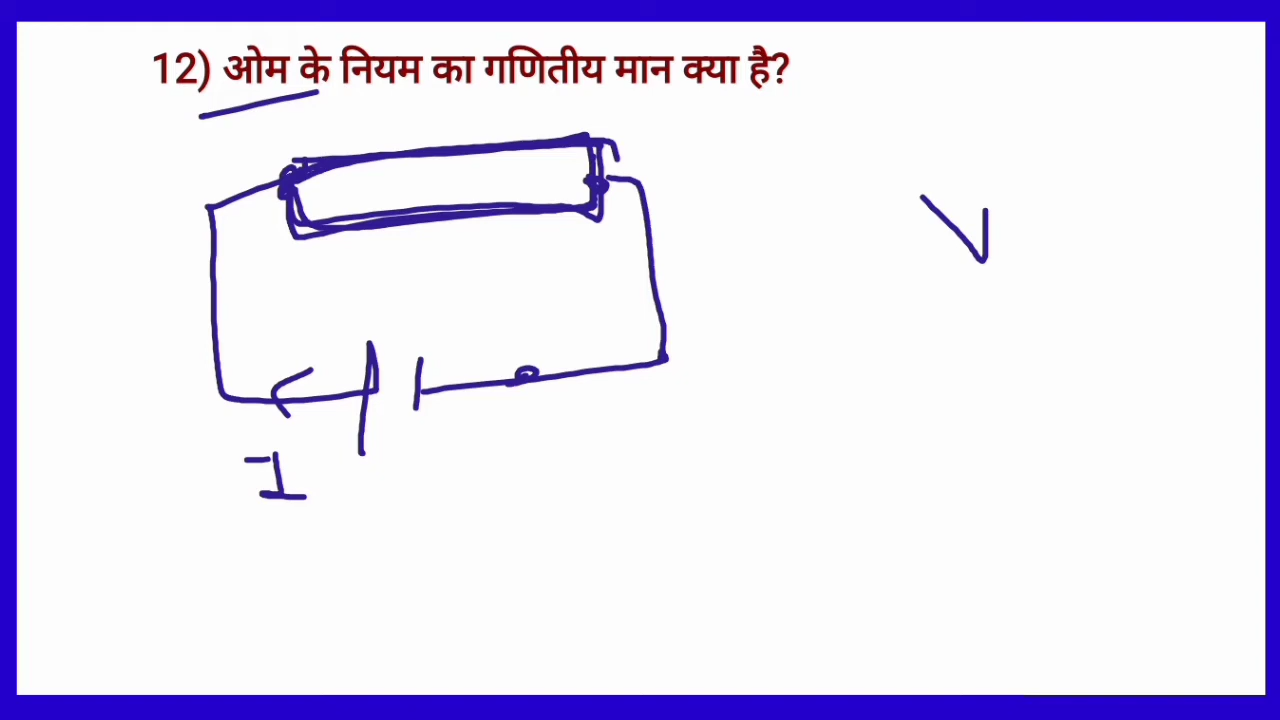 12) ओम के नियम का गणितीय मान क्या है?
V
I